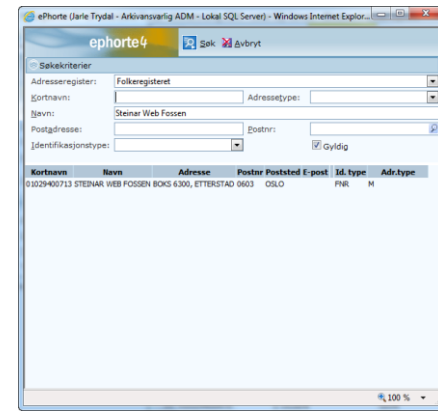 ePhorte (Jarle Trydal - Arkivansvarlig ADM - Lokal SQL Server) - Windows Internet Explor...
ephorte4 Søk Avbryt
Søkekriterier
Adresseregister: Folkeregisteret
Kortnavn: Adressetype:
Navn: Steinar Web Fossen
Postadresse: Postnr:
Identifikasjonstype: Gyldig
Kortnavn Navn Adresse Postnr Poststed E-post Id. type Adr.type
01029400713 STEINAR WEB FOSSEN BOKS 6300, ETTERSTAD 0603 OSLO FNR M
100 %